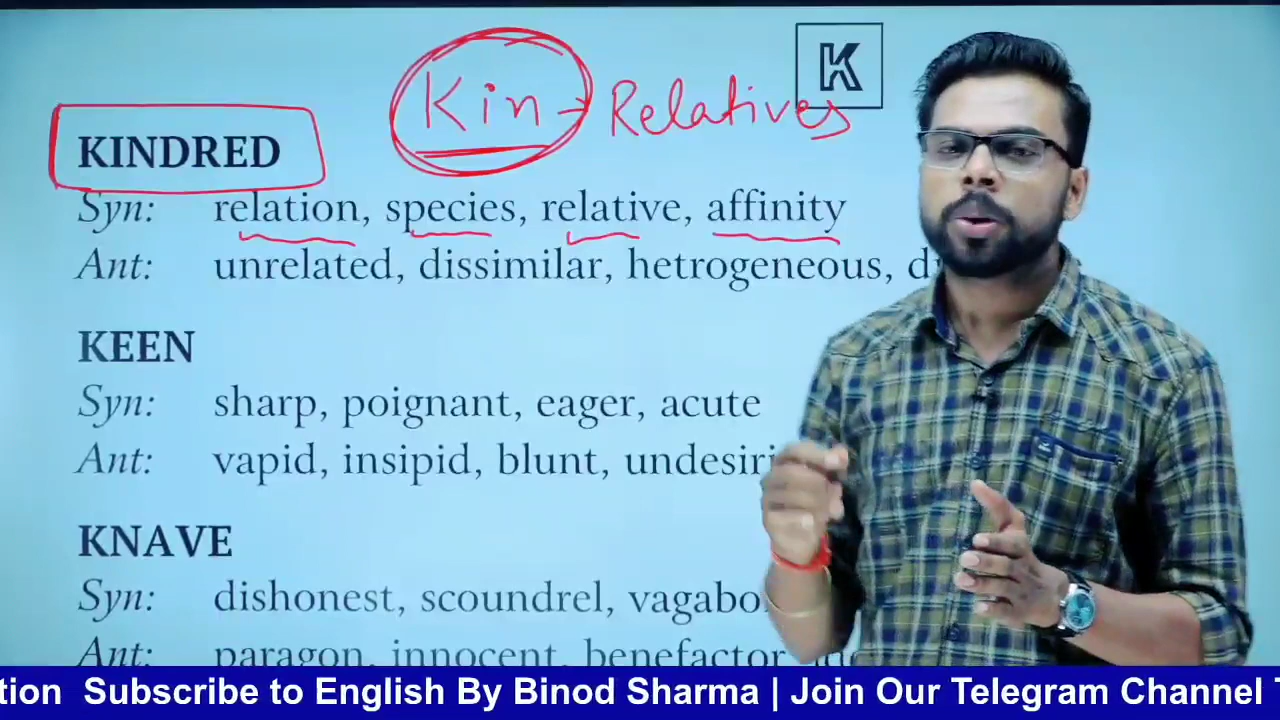 K
Kin - Relatives
KINDRED
Syn: relation, species, relative, affinity
Ant: unrelated, dissimilar, hetrogeneous,
KEEN
Syn: sharp, poignant, eager, acute
Ant: vapid, insipid, blunt,
KNAVE
Syn: dishonest, scoundrel,
Ant: paragon, innocent, benefactor,
Subscribe to English By Binod Sharma | Join Our Telegram Channel